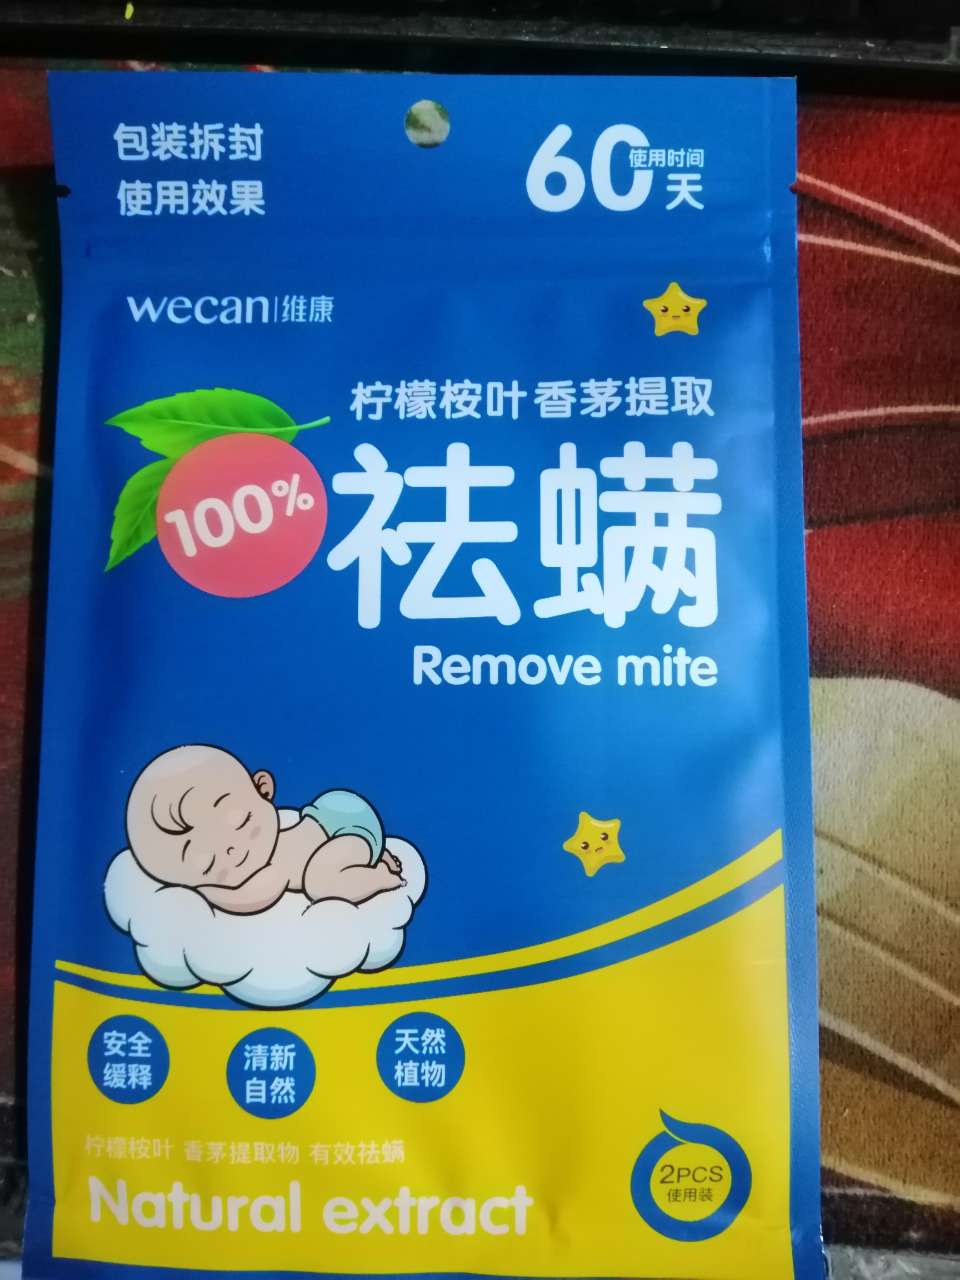 包装拆封
使用效果
60
使用时间
天
wecan|维康
柠檬桉叶 香茅提取
100%
祛螨
Remove mite
安全
缓释
清新
自然
天然
植物
柠檬桉叶 香茅提取物 有效祛螨
Natural extract
2PCS
使用装